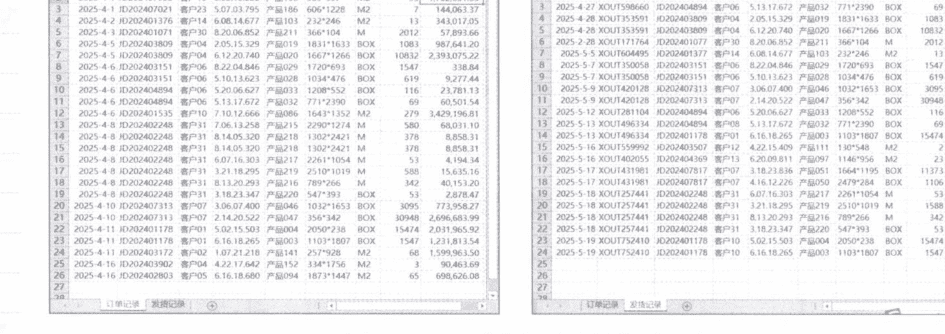 2025-4-1 JD202407021 客户23 5.07.03.795 产品186 606*1228 M2 7 144,063.37
3 2025-4-1 JD202401376 客户14 6.08.14.677 产品103 232*246 M2 13 343,017.05
4 2025-4-3 JD202401071 客户30 8.20.06.852 产品211 366*104 M 2012 57,893.66
5 2025-4-5 JD202403809 客户04 2.05.15.329 产品019 1831*1633 BOX 1083 987,641.20
6 2025-4-5 JD202403809 客户04 6.12.20.740 产品020 1667*1266 BOX 10832 2,393,075.22
7 2025-4-6 JD202403151 客户06 8.22.04.846 产品029 1720*693 BOX 1547 338.84
8 2025-4-6 JD202403151 客户06 5.10.13.623 产品028 1034*476 BOX 619 9,277.44
9 2025-4-6 JD202404894 客户06 5.20.06.627 产品033 1208*552 BOX 116 23,781.13
10 2025-4-6 JD202404894 客户06 5.13.17.672 产品032 771*2390 BOX 69 60,501.54
11 2025-4-6 JD202401535 客户10 7.10.12.666 产品086 1643*1352 M2 279 3,429,196.81
12 2025-4-8 JD202402248 客户31 7.06.13.258 产品215 2290*1274 M 580 68,031.10
13 2025-4-8 JD202402248 客户31 8.14.05.320 产品218 1302*2421 M 378 8,858.31
14 2025-4-8 JD202402248 客户31 8.14.05.320 产品218 1302*2421 M 378 8,858.31
15 2025-4-8 JD202402248 客户31 6.07.16.303 产品217 2261*1054 M 53 4,194.34
16 2025-4-8 JD202402248 客户31 3.21.18.295 产品219 2510*1019 M 588 15,635.16
17 2025-4-8 JD202402248 客户31 8.13.20.293 产品216 789*266 M 342 40,153.20
18 2025-4-8 JD202402248 客户31 3.18.23.347 产品220 547*393 BOX 53 2,878.47
19 2025-4-10 JD202407313 客户07 3.06.07.400 产品046 1032*1653 BOX 3095 773,958.27
20 2025-4-10 JD202407313 客户07 2.14.20.522 产品047 356*342 BOX 30948 2,696,683.99
21 2025-4-11 JD202401178 客户01 5.02.15.503 产品004 2050*238 BOX 15474 2,031,965.92
22 2025-4-11 JD202401178 客户01 6.16.18.265 产品003 1103*1807 BOX 1547 1,231,813.54
23 2025-4-11 JD202403172 客户02 1.07.21.218 产品141 257*928 M2 68 1,599,963.50
24 2025-4-11 JD202403902 客户04 4.22.17.642 产品152 334*1756 M2 3 90,463.69
25 2025-4-16 JD202402803 客户05 6.16.18.680 产品094 1873*1447 M2 65 698,626.08
26
27
订单记录 发货记录
3 2025-4-27 XOUT598660 JD202404894 客户06 5.13.17.672 产品032 771*2390 BOX 69
4 2025-4-28 XOUT353591 JD202403809 客户04 2.05.15.329 产品019 1831*1633 BOX 1083
5 2025-4-28 XOUT353591 JD202403809 客户04 6.12.20.740 产品020 1667*1266 BOX 10832
6 2025-2-28 XOUT171764 JD202401071 客户30 8.20.06.852 产品211 366*104 M 2012
7 2025-5-5 XOUT604495 JD202401377 客户14 6.08.14.677 产品103 232*246 M2
8 2025-5-7 XOUT350058 JD202403151 客户06 8.22.04.846 产品029 1720*693 BOX 1547
9 2025-5-7 XOUT350058 JD202403151 客户06 5.10.13.623 产品028 1034*476 BOX 619
10 2025-5-9 XOUT420128 JD202407313 客户07 3.06.07.400 产品046 1032*1653 BOX 3095
11 2025-5-9 XOUT420128 JD202407313 客户07 2.14.20.522 产品047 356*342 BOX 30948
12 2025-5-12 XOUT281104 JD202404894 客户06 5.20.06.627 产品033 1208*552 BOX 116
13 2025-5-13 XOUT496334 JD202404894 客户08 5.13.17.672 产品032 771*2390 BOX 69
14 2025-5-13 XOUT496334 JD202401178 客户01 6.16.18.265 产品003 1103*1807 BOX 15474
15 2025-5-16 XOUT559992 JD202403507 客户12 4.22.15.409 产品111 130*548 M2 2
16 2025-5-16 XOUT402055 JD202404369 客户13 6.20.09.811 产品097 1146*956 M2 23
17 2025-5-17 XOUT431981 JD202407817 客户07 3.18.23.836 产品051 1664*1195 BOX 11373
18 2025-5-17 XOUT431981 JD202407817 客户07 4.16.12.226 产品050 2479*284 BOX 1106
19 2025-5-18 XOUT257441 JD202402248 客户31 6.07.16.303 产品217 2261*1054 M 53
20 2025-5-18 XOUT257441 JD202402248 客户31 3.21.18.295 产品219 2510*1019 M 1588
21 2025-5-18 XOUT257441 JD202402248 客户31 8.13.20.293 产品216 789*266 M 342
22 2025-5-18 XOUT257441 JD202402248 客户31 3.18.23.347 产品220 547*393 BOX 53
23 2025-5-19 XOUT752410 JD202401178 客户10 5.02.15.503 产品004 2050*238 BOX 15474
24 2025-5-19 XOUT752410 JD202401178 客户10 6.16.18.265 产品003 1103*1807 BOX 1547
25
26
27
订单记录 发货记录